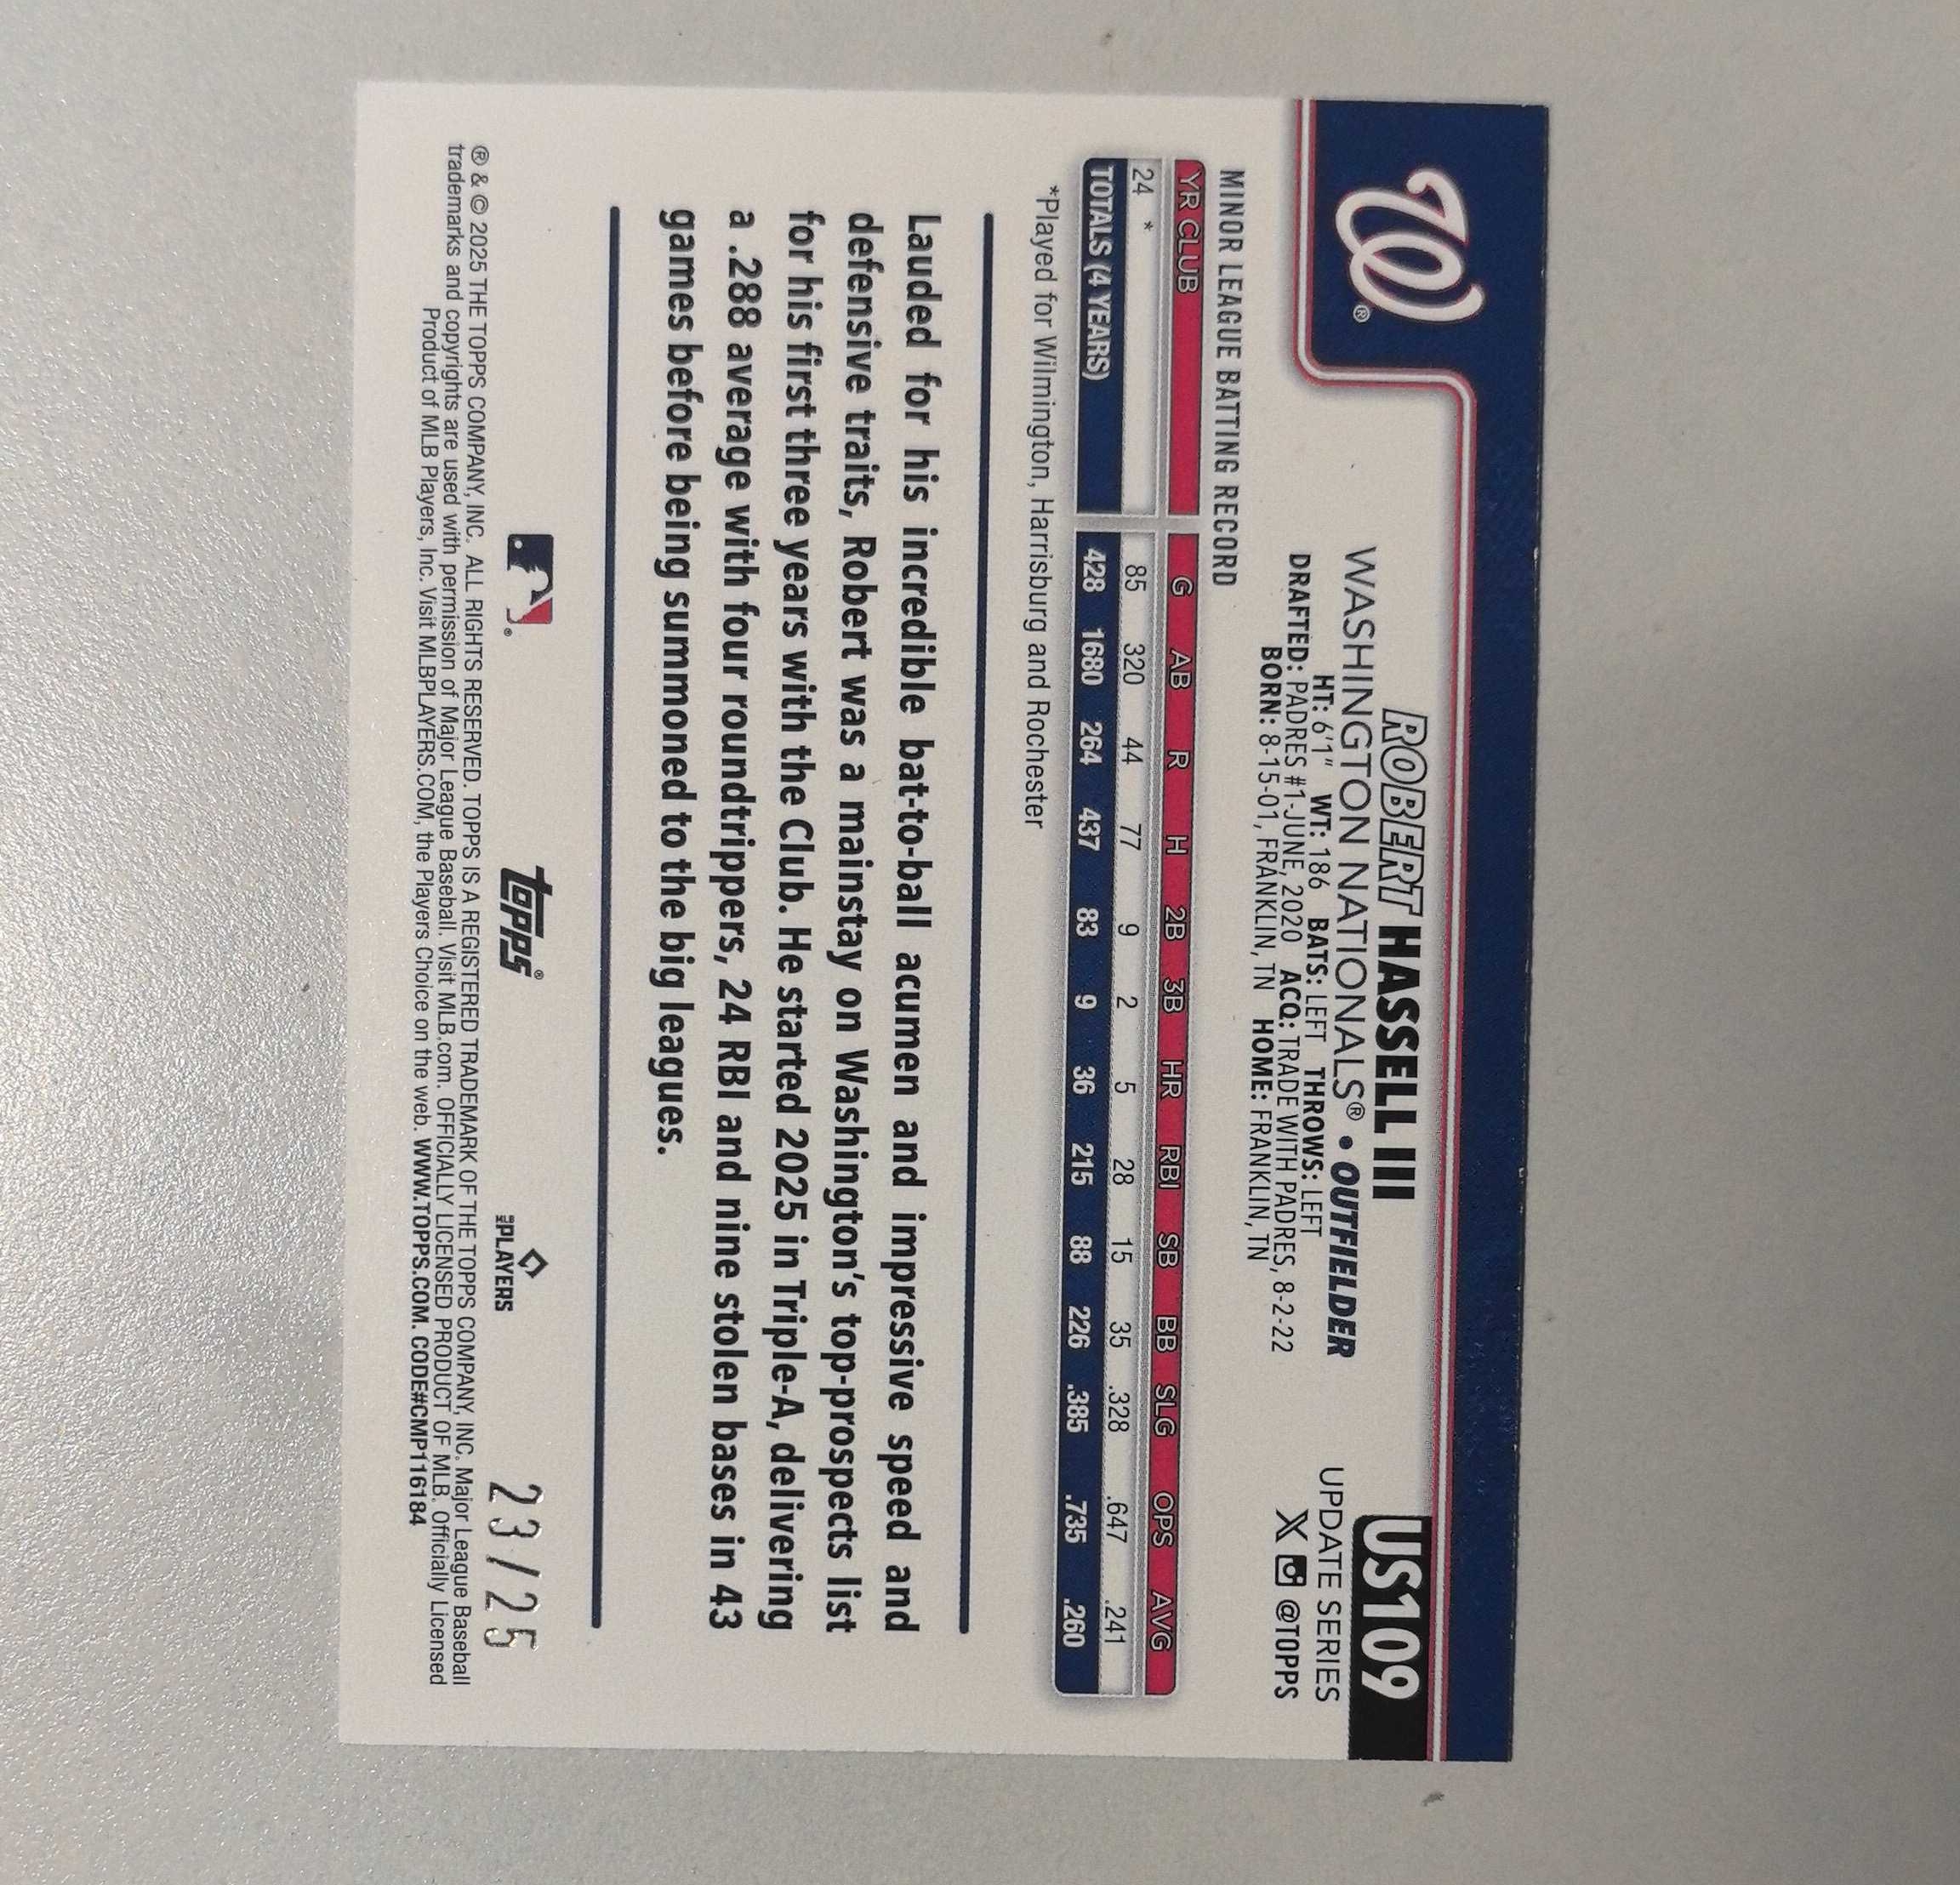 W®
ROBERT HASSELL III
WASHINGTON NATIONALS® • OUTFIELDER
HT: 6'1" WT: 186 BATS: LEFT THROWS: LEFT
DRAFTED: PADRES #1-JUNE, 2020 ACQ: TRADE WITH PADRES, 8-2-22
BORN: 8-15-01, FRANKLIN, TN HOME: FRANKLIN, TN
US109
UPDATE SERIES
X @TOPPS
MINOR LEAGUE BATTING RECORD
YR CLUB G AB R H 2B 3B HR RBI SB BB SLG OPS AVG
24 * 85 320 44 77 9 2 5 28 15 35 .328 .647 .241
TOTALS (4 YEARS) 428 1680 264 437 83 9 36 215 88 226 .385 .735 .260
*Played for Wilmington, Harrisburg and Rochester
Lauded for his incredible bat-to-ball acumen and impressive speed and
defensive traits, Robert was a mainstay on Washington's top-prospects list
for his first three years with the Club. He started 2025 in Triple-A, delivering
a .288 average with four roundtrippers, 24 RBI and nine stolen bases in 43
games before being summoned to the big leagues.
topps®
PLAYERS
23/25
® & © 2025 THE TOPPS COMPANY, INC. ALL RIGHTS RESERVED. TOPPS IS A REGISTERED TRADEMARK OF THE TOPPS COMPANY, INC. Major League Baseball
trademarks and copyrights are used with permission of Major League Baseball. Visit MLB.com. OFFICIALLY LICENSED PRODUCT OF MLB. Officially Licensed
Product of MLB Players, Inc. Visit MLBPLAYERS.COM, the Players Choice on the web. WWW.TOPPS.COM. CODE#CMP116184